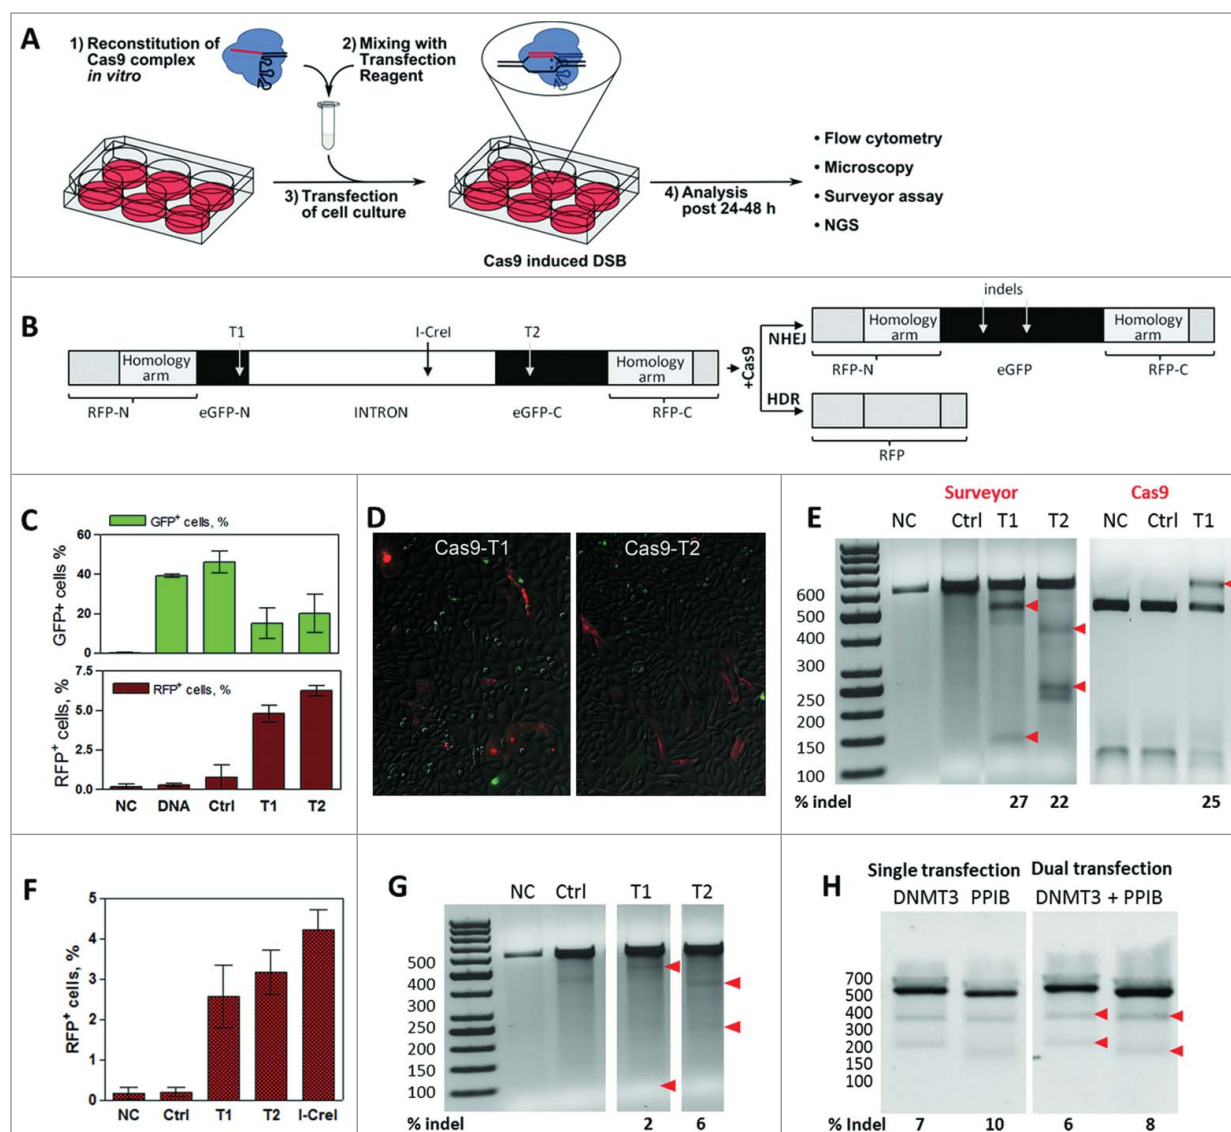 A
1) Reconstitution of
Cas9 complex
in vitro
2) Mixing with
Transfection
Reagent
3) Transfection
of cell culture
Cas9 induced DSB
4) Analysis
post 24-48 h
• Flow cytometry
• Microscopy
• Surveyor assay
• NGS
B
T1
I-CreI
T2
Homology
arm
Homology
arm
RFP-N
eGFP-N
INTRON
eGFP-C
RFP-C
+Cas9
NHEJ
HDR
indels
Homology
arm
Homology
arm
RFP-N
eGFP
RFP-C
RFP
C
GFP+ cells, %
GFP+ cells %
60
40
20
0
RFP+ cells, %
RFP+ cells, %
7.5
5.0
2.5
0.0
NC DNA Ctrl T1 T2
D
Cas9-T1
Cas9-T2
E
Surveyor
Cas9
NC Ctrl T1 T2
NC Ctrl T1
600
500
400
300
250
200
150
100
% indel 27 22 25
F
RFP+ cells, %
5
4
3
2
1
0
NC Ctrl T1 T2 I-CreI
G
NC Ctrl T1 T2
500
400
300
250
200
150
100
% indel 2 6
H
Single transfection
Dual transfection
DNMT3 PPIB
DNMT3 + PPIB
700
500
400
200
150
100
% Indel 7 10 6 8